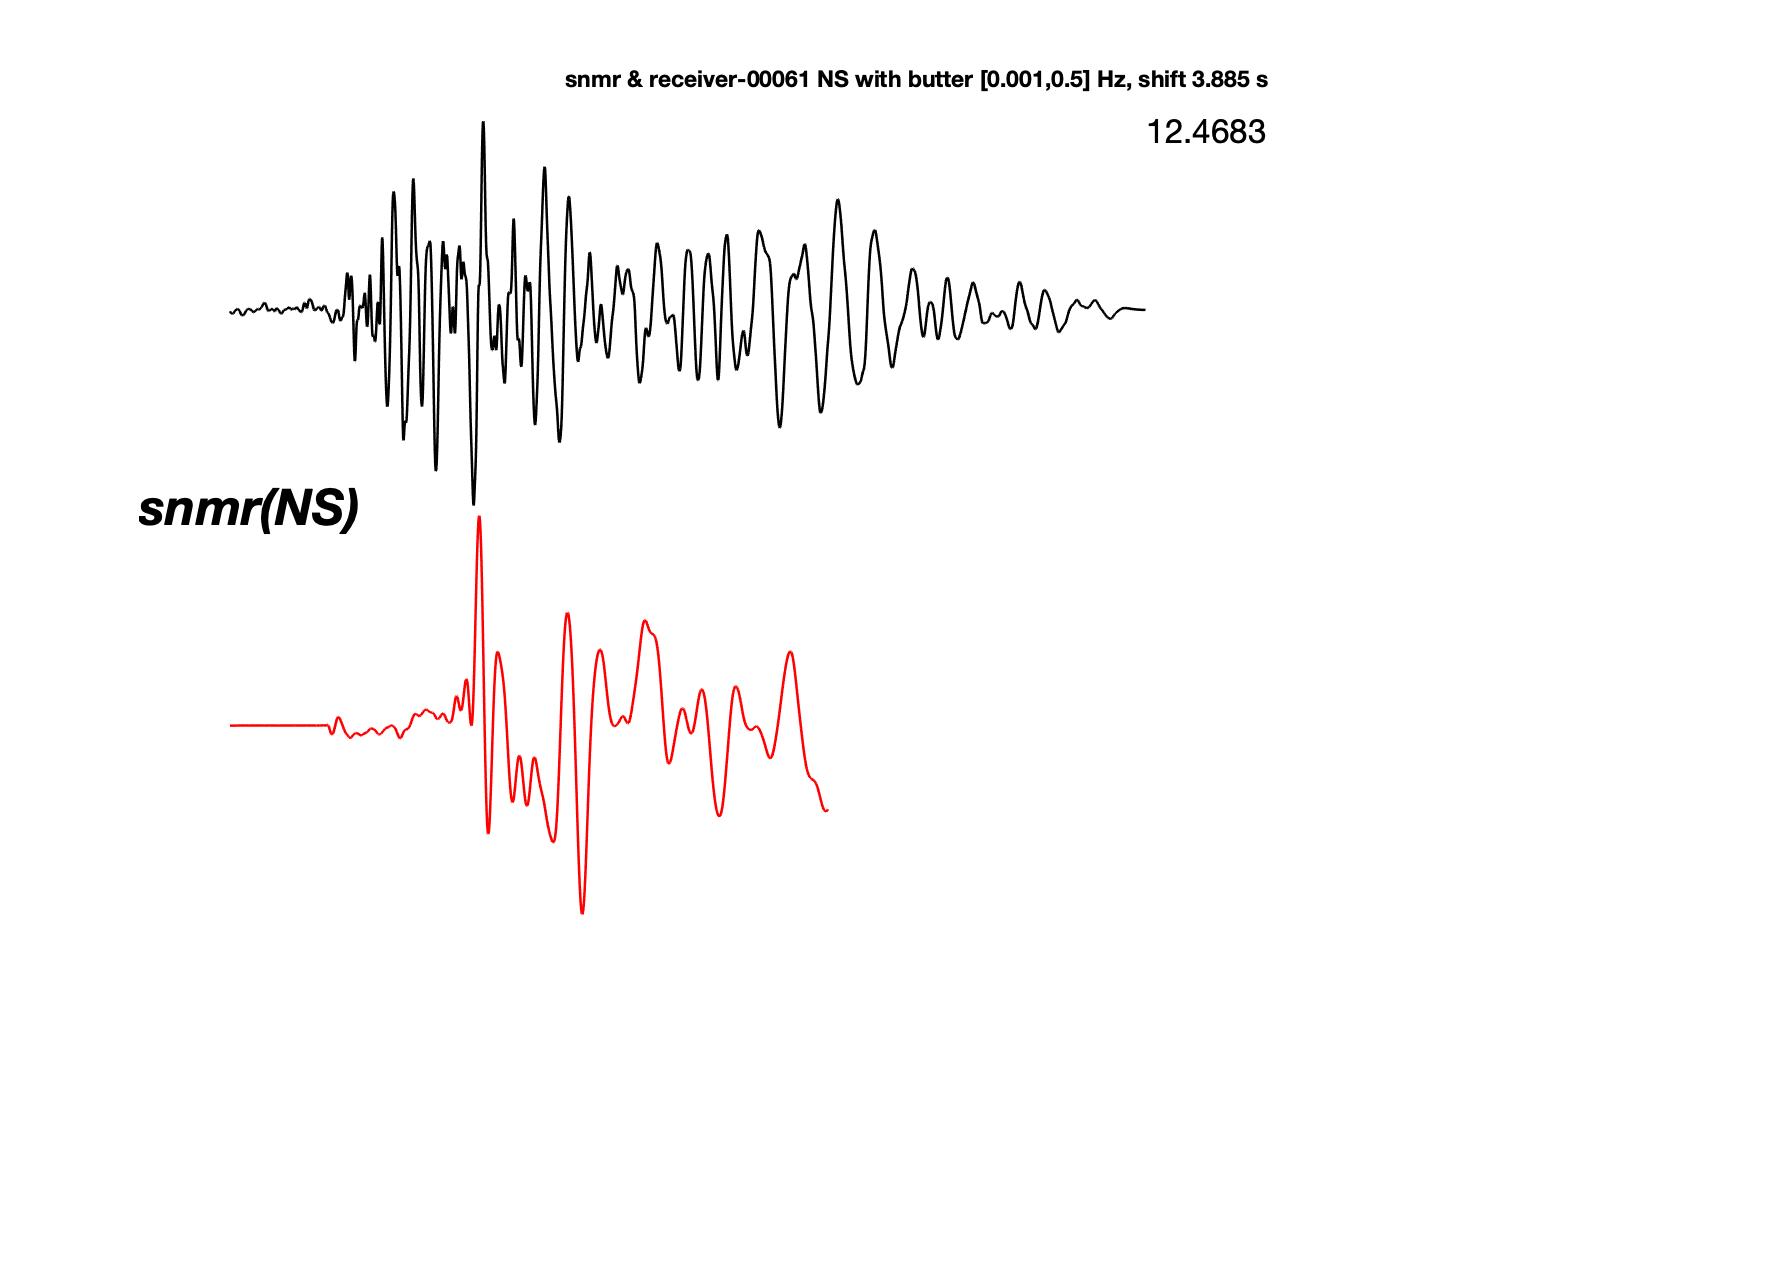 snmr & receiver-00061 NS with butter [0.001,0.5] Hz, shift 3.885 s
12.4683
snmr(NS)